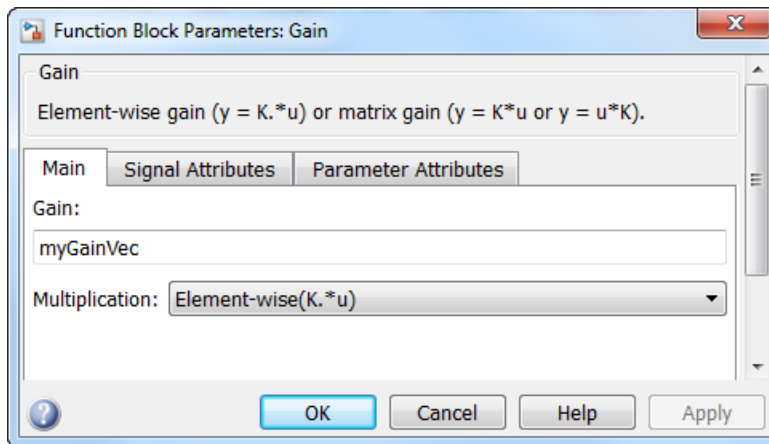 Function Block Parameters: Gain
Gain
Element-wise gain (y = K.*u) or matrix gain (y = K*u or y = u*K).
Main Signal Attributes Parameter Attributes
Gain:
myGainVec
Multiplication: Element-wise(K.*u)
OK Cancel Help Apply